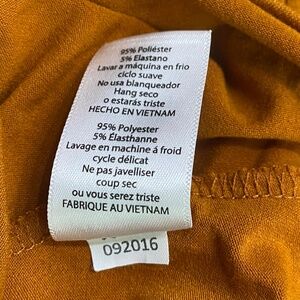 95% Poliéster
5% Elastano
Lavar a máquina en frio
ciclo suave
No usa blanqueador
Hang seco
o estarás triste
HECHO EN VIETNAM
95% Polyester
5% Élasthanne
Lavage en machine á froid
cycle délicat
Ne pas javelliser
coup sec
ou vous serez triste
FABRIQUE AU VIETNAM
092016